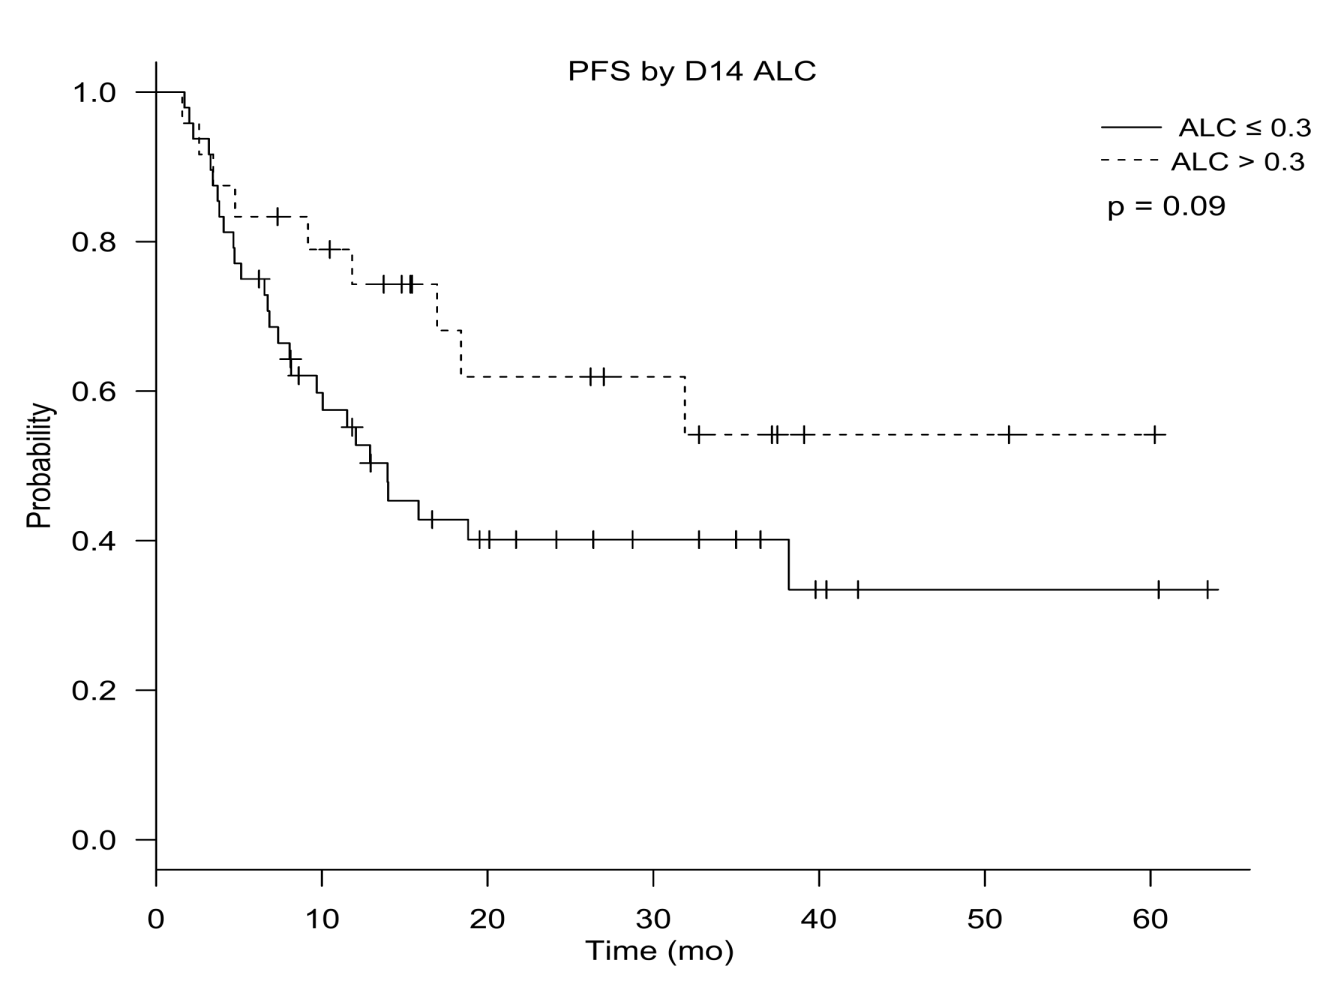 PFS by D14 ALC
ALC ≤ 0.3
ALC > 0.3
p = 0.09
Probability
1.0
0.8
0.6
0.4
0.2
0.0
0 10 20 30 40 50 60
Time (mo)